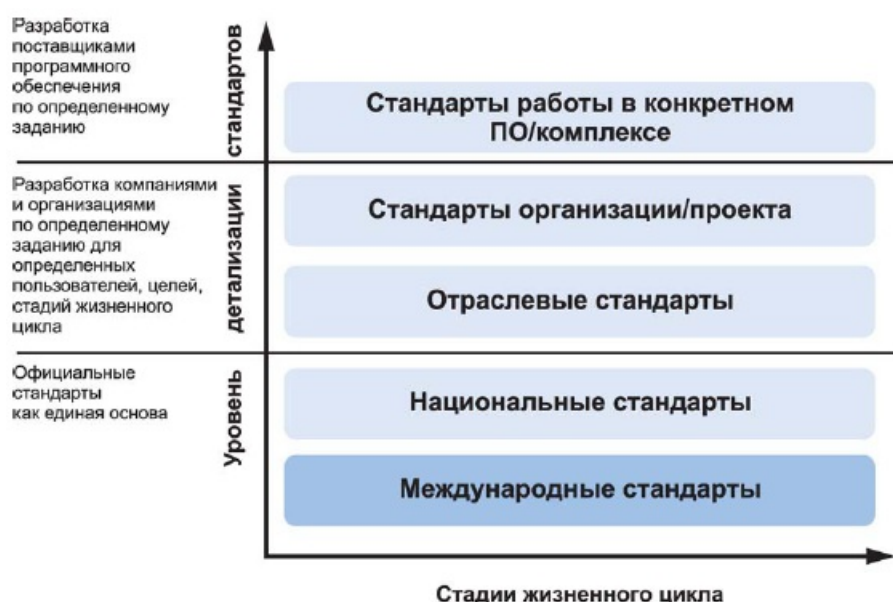 Разработка
поставщиками
программного
обеспечения
по определенному
заданию
Стандарты работы в конкретном
ПО/комплексе
Разработка компаниями
и организациями
по определенному
заданию для
определенных
пользователей, целей,
стадий жизненного
цикла
Стандарты организации/проекта
Отраслевые стандарты
Официальные
стандарты
как единая основа
Национальные стандарты
Международные стандарты
Уровень детализации стандартов
Стадии жизненного цикла